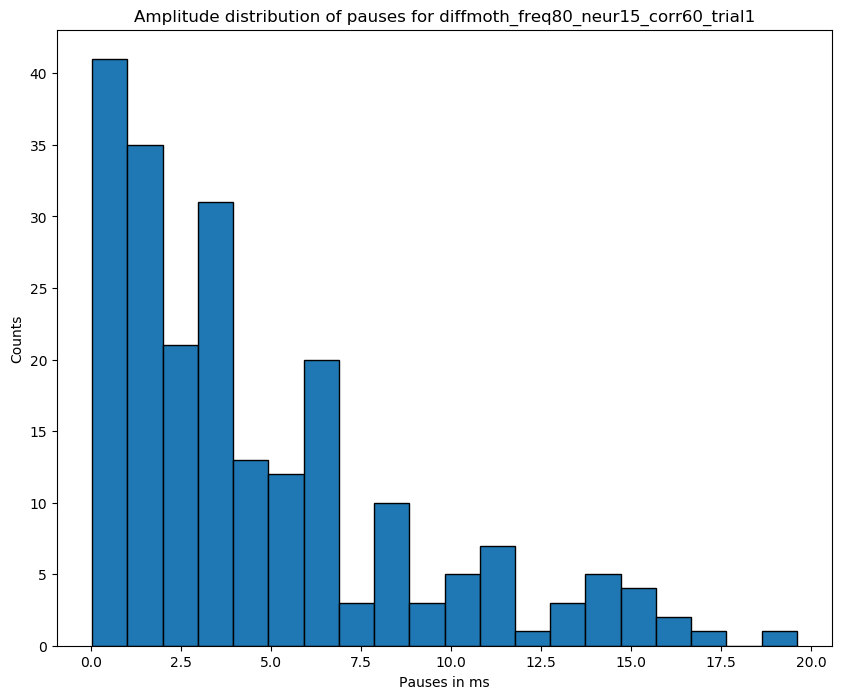 Amplitude distribution of pauses for diffmoth_freq80_neur15_corr60_trial1
40
35
30
25
20
15
10
5
0
Counts
0.0 2.5 5.0 7.5 10.0 12.5 15.0 17.5 20.0
Pauses in ms